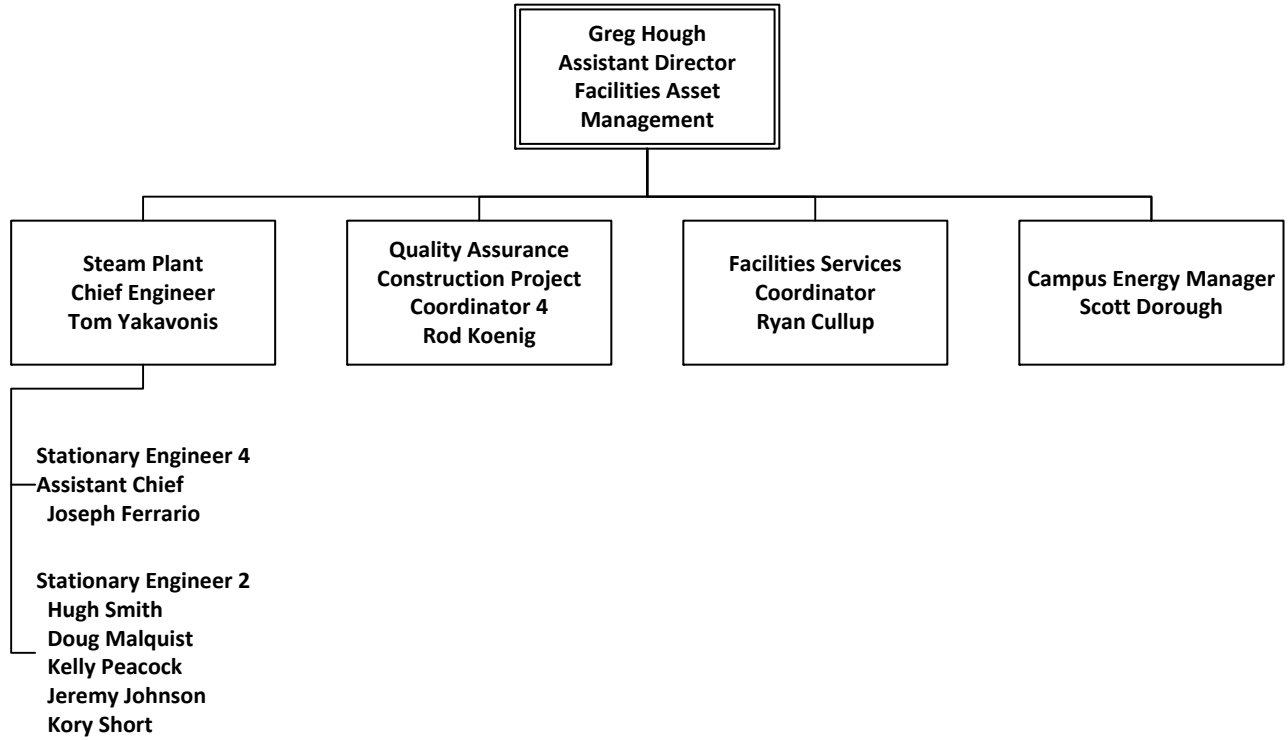 Greg Hough
Assistant Director
Facilities Asset
Management
Steam Plant
Chief Engineer
Tom Yakavonis
Quality Assurance
Construction Project
Coordinator 4
Rod Koenig
Facilities Services
Coordinator
Ryan Cullup
Campus Energy Manager
Scott Dorough
Stationary Engineer 4
Assistant Chief
Joseph Ferrario
Stationary Engineer 2
Hugh Smith
Doug Malquist
Kelly Peacock
Jeremy Johnson
Kory Short